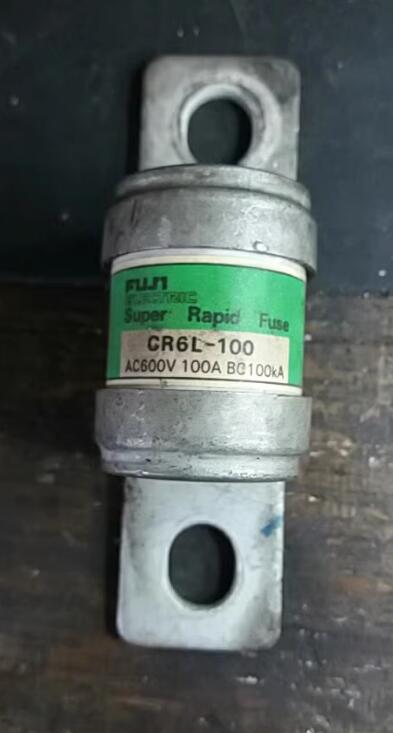 FUJI
ELECTRIC
Super Rapid Fuse
CR6L-100
AC600V 100A BC100kA